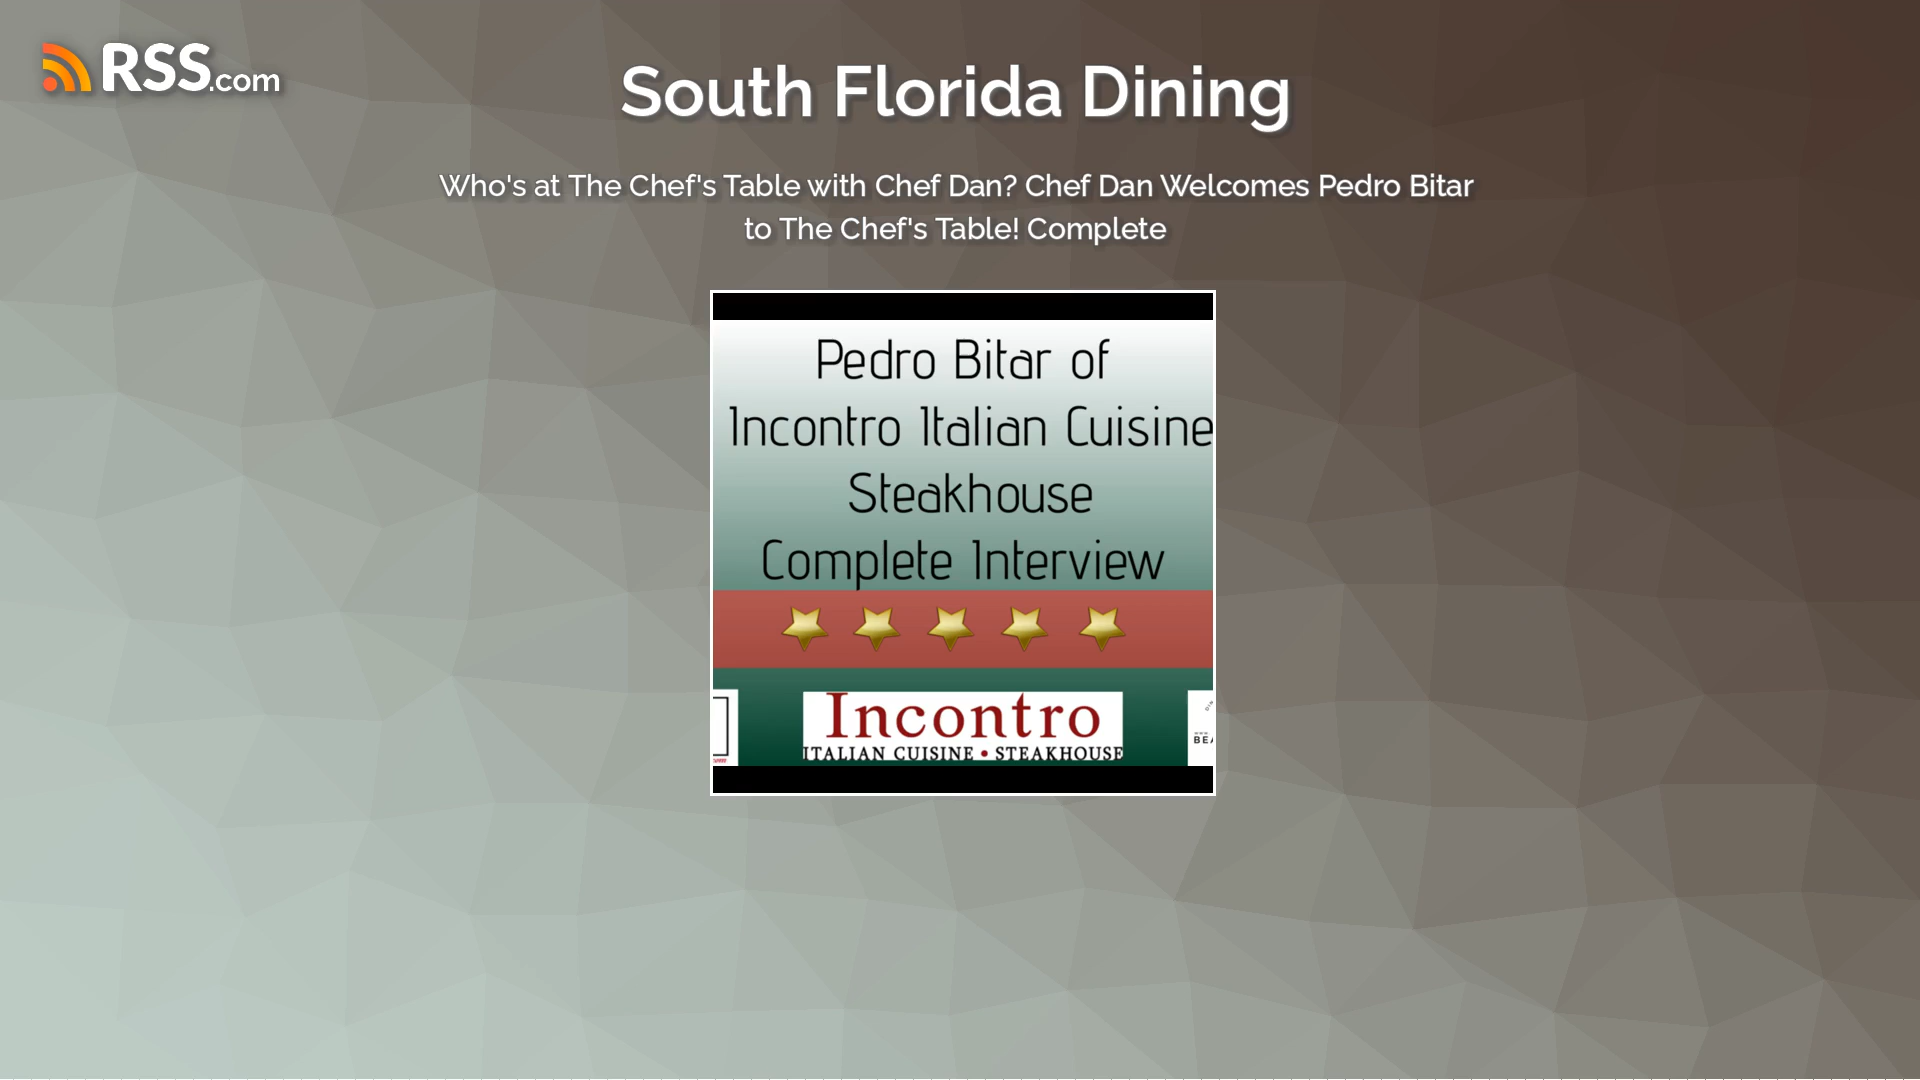 RSS.com
South Florida Dining
Who's at The Chef's Table with Chef Dan? Chef Dan Welcomes Pedro Bitar
to The Chef's Table! Complete
Pedro Bitar of
Incontro Italian Cuisine
Steakhouse
Complete Interview
Incontro
ITALIAN CUISINE • STEAKHOUSE